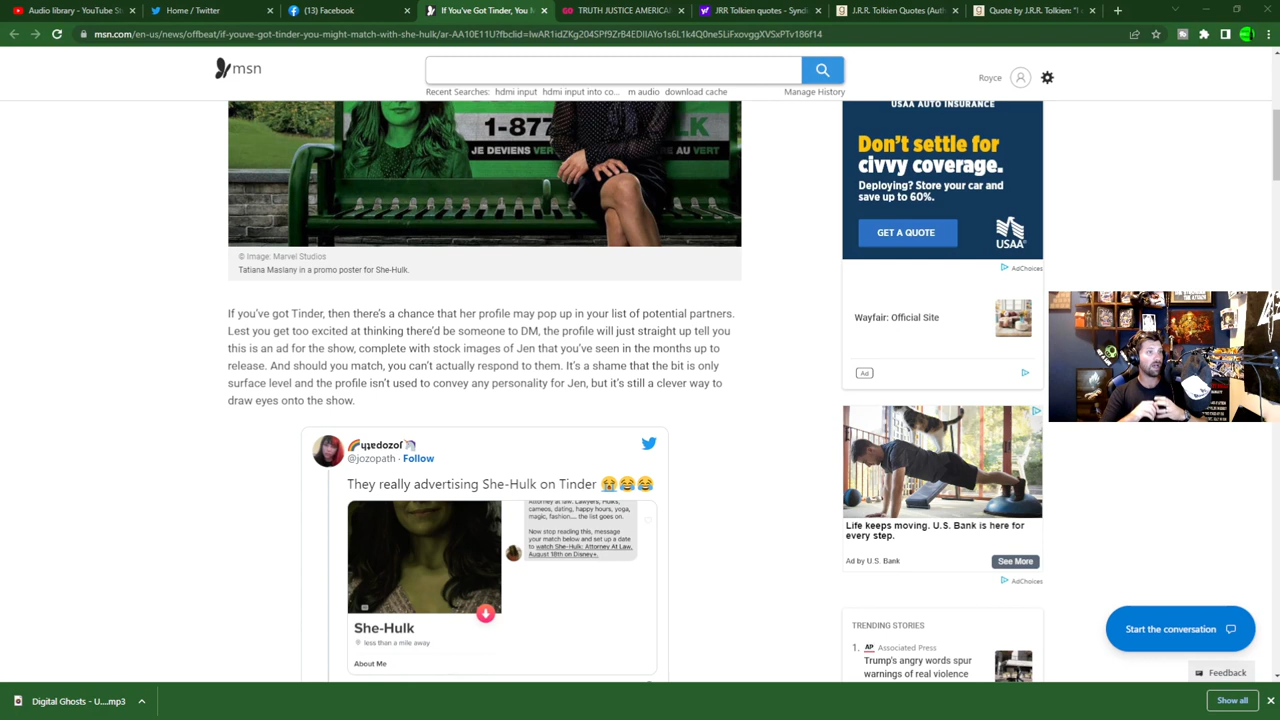 Audio library - YouTube St
Home / Twitter
(13) Facebook
If You've Got Tinder, You M
TRUTH JUSTICE AMERICAN
JRR Tolkien quotes - Syndi
J.R.R. Tolkien Quotes (Auth
Quote by J.R.R. Tolkien: "I
msn.com/en-us/news/offbeat/if-youve-got-tinder-you-might-match-with-she-hulk/ar-AA10E11U?fbclid=IwAR1idZKg204SPf9ZrB4EDIIAYo1s6L1k4Q0ne5LiFxovggXVSxPTv186f14
msn
Royce
Recent Searches: hdmi input hdmi input into co... m audio download cache Manage History
1-877 LK
JE DEVIENS VER AU VERT
© Image: Marvel Studios
Tatiana Maslany in a promo poster for She-Hulk.
If you've got Tinder, then there's a chance that her profile may pop up in your list of potential partners.
Lest you get too excited at thinking there'd be someone to DM, the profile will just straight up tell you
this is an ad for the show, complete with stock images of Jen that you've seen in the months up to
release. And should you match, you can't actually respond to them. It's a shame that the bit is only
surface level and the profile isn't used to convey any personality for Jen, but it's still a clever way to
draw eyes onto the show.
@jozopath · Follow
They really advertising She-Hulk on Tinder 😭😂😂
Attorney at law. Lawyers, Hulks,
cameos, dating, happy hours, yoga,
magic, fashion.... the list goes on.
Now stop reading this, message
your match below and set up a date
to watch She-Hulk: Attorney At Law,
August 18th on Disney+.
She-Hulk
less than a mile away
About Me
USAA AUTO INSURANCE
Don't settle for
civvy coverage.
Deploying? Store your car and
save up to 60%.
GET A QUOTE
USAA®
AdChoices
Wayfair: Official Site
Ad
Life keeps moving. U.S. Bank is here for
every step.
Ad by U.S. Bank
See More
AdChoices
TRENDING STORIES
1. AP Associated Press
Trump's angry words spur
warnings of real violence
Start the conversation
Feedback
Digital Ghosts - U....mp3
Show all